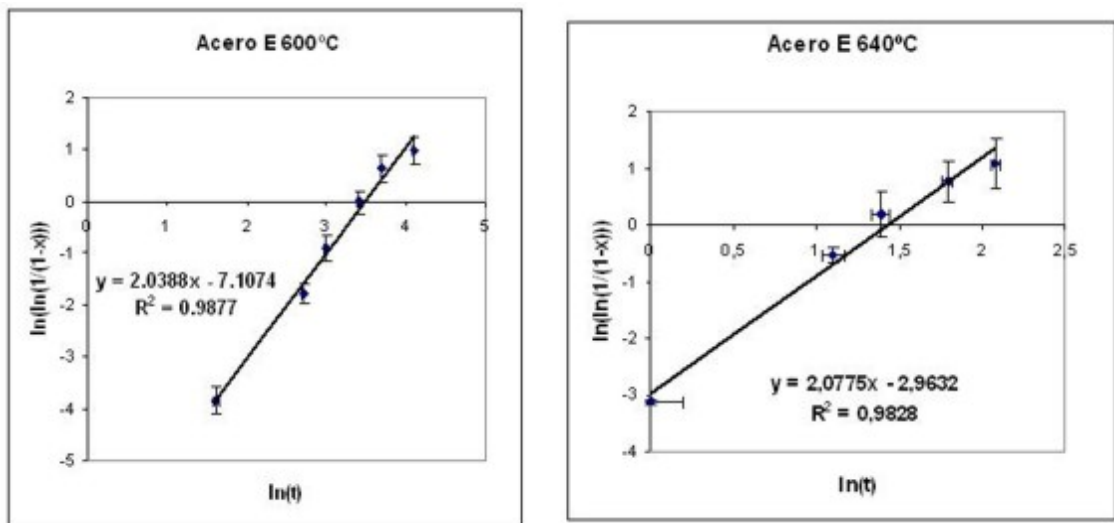 Acero E 600ºC
2
1
0
0
1
2
3
4
5
-1
-2
-3
-4
-5
y = 2.0388x - 7.1074
R² = 0.9877
ln(ln(1/(1-x)))
ln(t)
Acero E 640ºC
2
1
0
0
0,5
1
1,5
2
2,5
-1
-2
-3
-4
y = 2,0775x - 2,9632
R² = 0,9828
ln(ln(1/(1-x)))
ln(t)